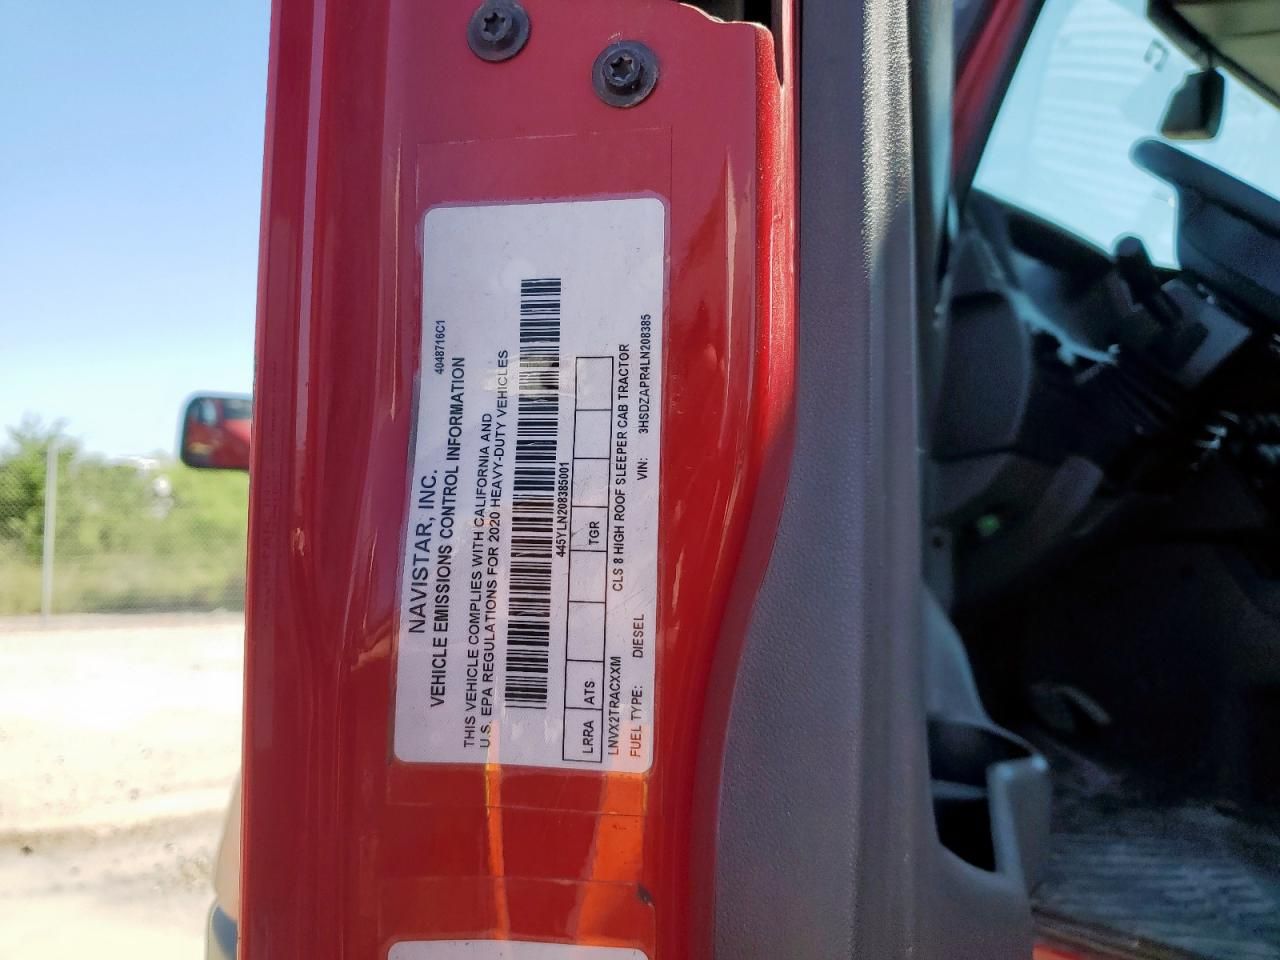 4048716C1
NAVISTAR, INC.
VEHICLE EMISSIONS CONTROL INFORMATION
THIS VEHICLE COMPLIES WITH CALIFORNIA AND
U.S. EPA REGULATIONS FOR 2020 HEAVY-DUTY VEHICLES
445YLN208385001
LRRA ATS TGR
LNVX2TRACXXM CLS 8 HIGH ROOF SLEEPER CAB TRACTOR
FUEL TYPE: DIESEL VIN: 3HSDZAPR4LN208385